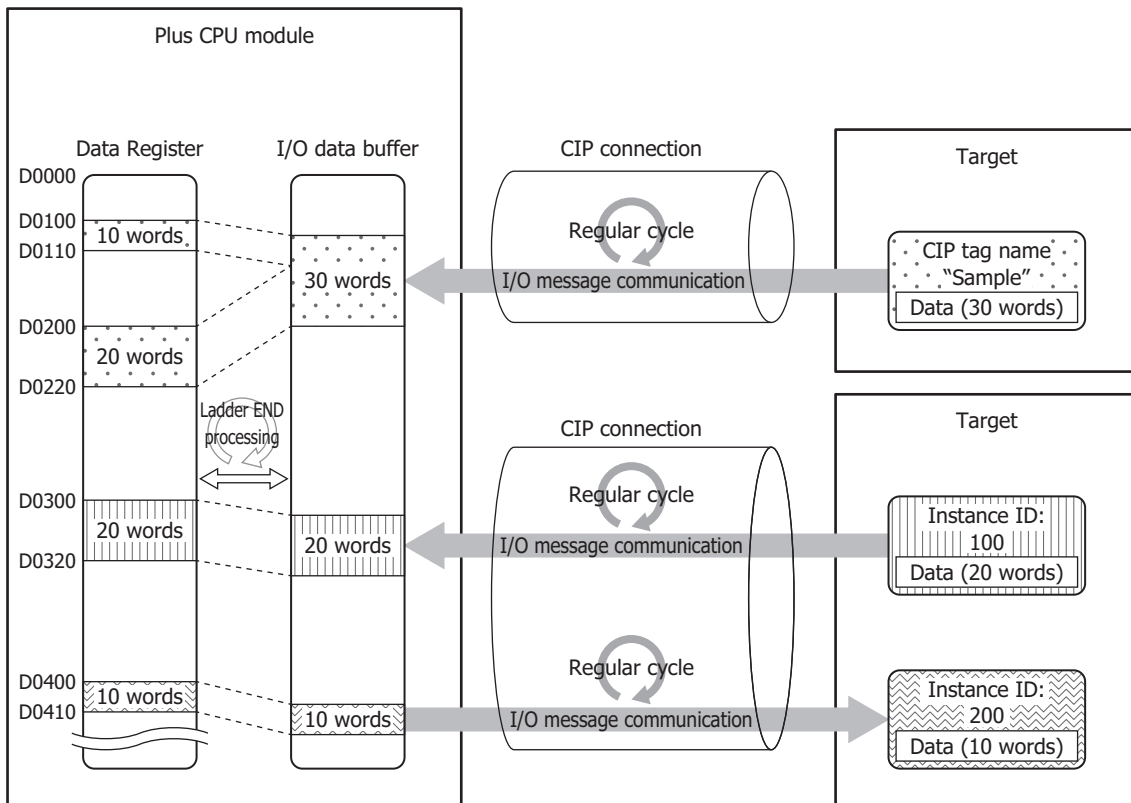 Plus CPU module
Data Register
I/O data buffer
D0000
D0100
10 words
D0110
30 words
D0200
20 words
D0220
Ladder END
processing
D0300
20 words
20 words
D0320
D0400
10 words
D0410
10 words
CIP connection
Regular cycle
I/O message communication
Target
CIP tag name
“Sample”
Data (30 words)
CIP connection
Regular cycle
I/O message communication
Regular cycle
I/O message communication
Target
Instance ID:
100
Data (20 words)
Instance ID:
200
Data (10 words)